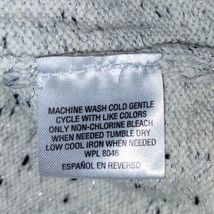 MACHINE WASH COLD GENTLE
CYCLE WITH LIKE COLORS
ONLY NON-CHLORINE BLEACH
WHEN NEEDED TUMBLE DRY
LOW COOL IRON WHEN NEEDED
WPL 8046
ESPAÑOL EN REVERSO